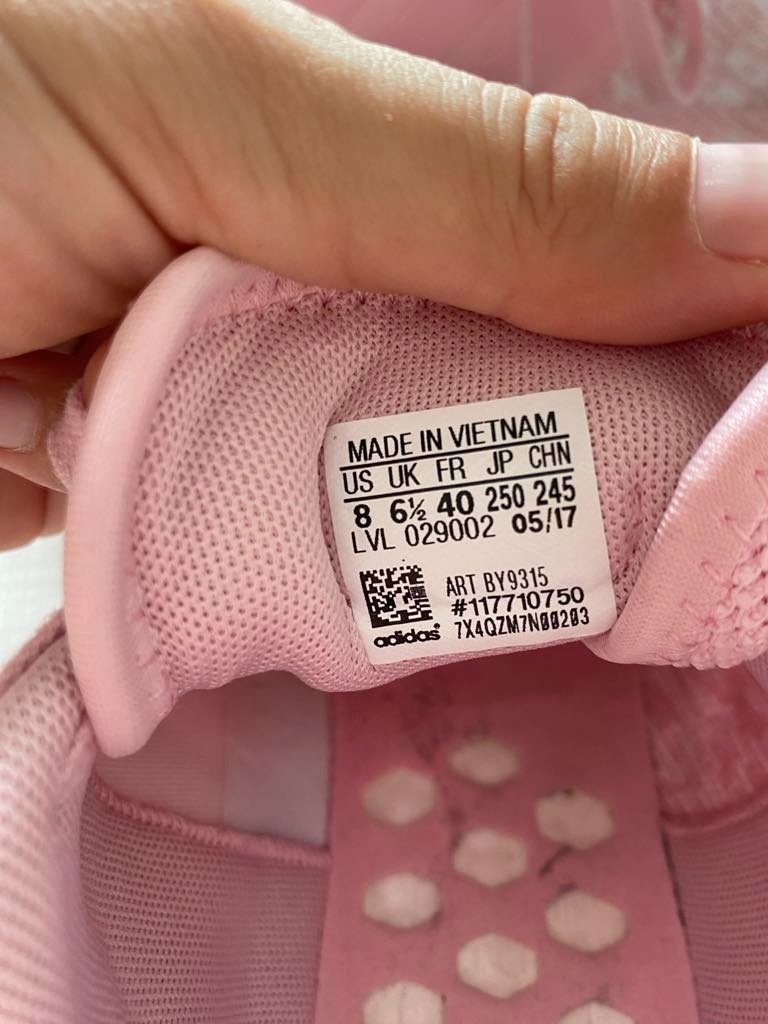 MADE IN VIETNAM
US UK FR JP CHN
8 6½ 40 250 245
LVL 029002 05/17
ART BY9315
#117710750
adidas 7X4QZM7N00203